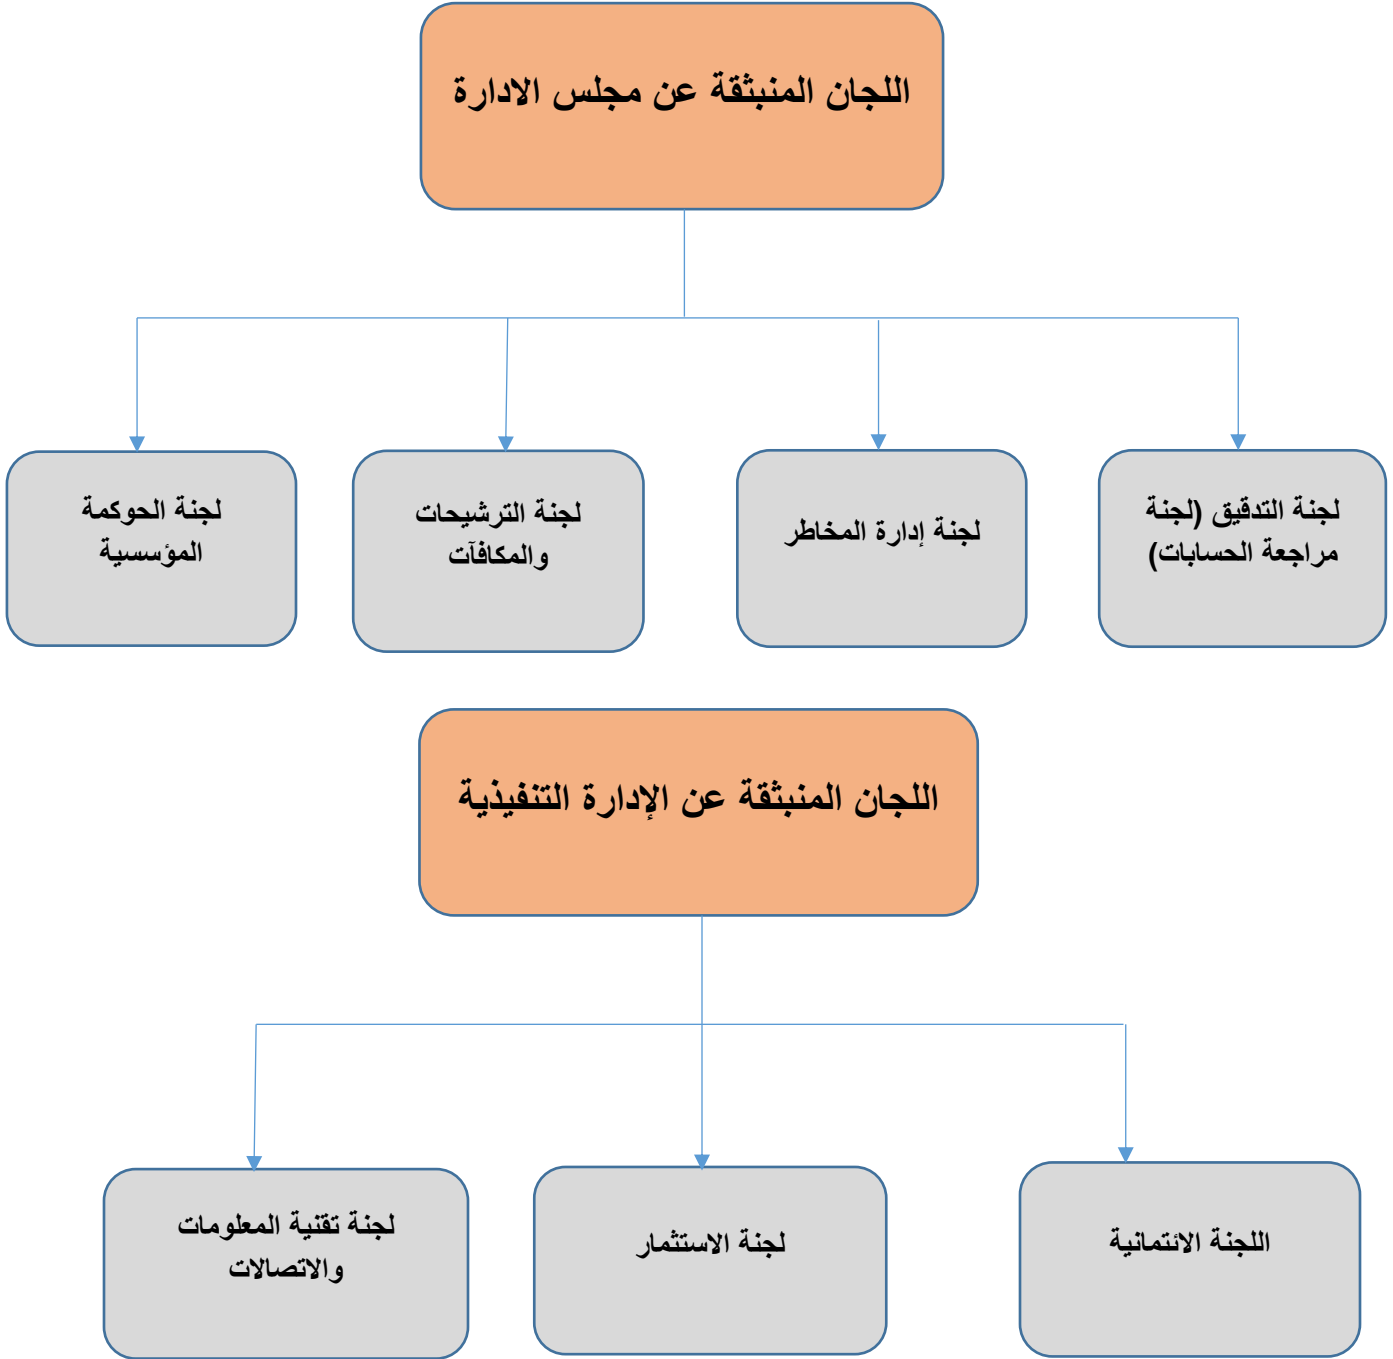 اللجان المنبثقة عن مجلس الادارة
لجنة التدقيق (لجنة
مراجعة الحسابات)
لجنة إدارة المخاطر
لجنة الترشيحات
والمكافآت
لجنة الحوكمة
المؤسسية
اللجان المنبثقة عن الإدارة التنفيذية
اللجنة الائتمانية
لجنة الاستثمار
لجنة تقنية المعلومات
والاتصالات